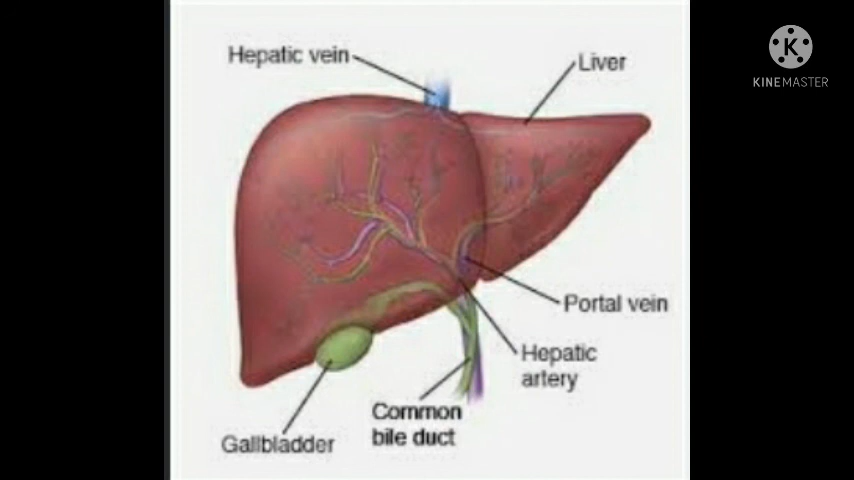 Hepatic vein
Liver
K
KINEMASTER
Portal vein
Hepatic
artery
Common
bile duct
Gallbladder